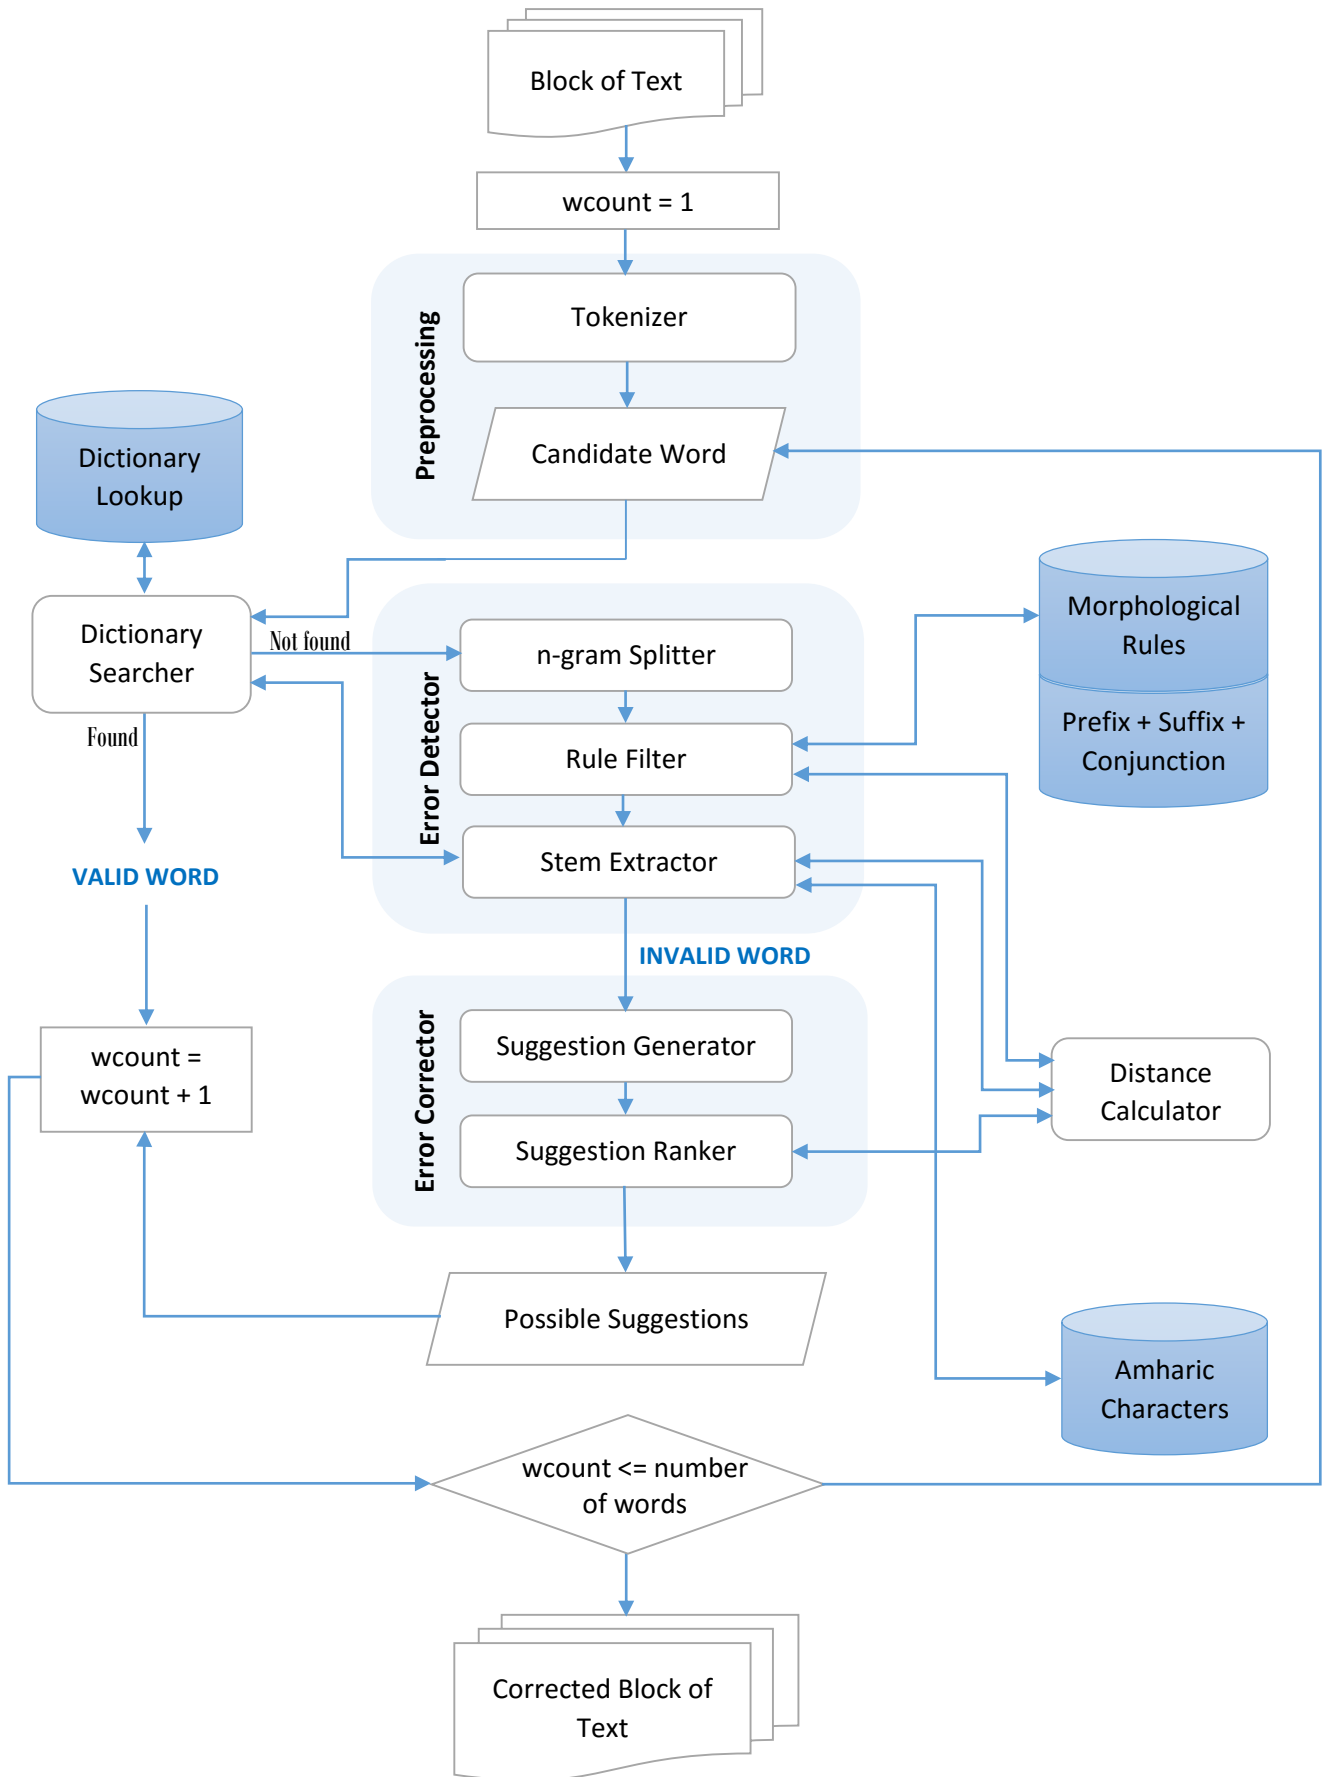 Block of Text
wcount = 1
Preprocessing
Tokenizer
Candidate Word
Dictionary
Lookup
Dictionary
Searcher
Not found
Found
Error Detector
n-gram Splitter
Rule Filter
Stem Extractor
Morphological
Rules
Prefix + Suffix +
Conjunction
VALID WORD
INVALID WORD
wcount =
wcount + 1
Error Corrector
Suggestion Generator
Suggestion Ranker
Distance
Calculator
Possible Suggestions
Amharic
Characters
wcount <= number
of words
Corrected Block of
Text